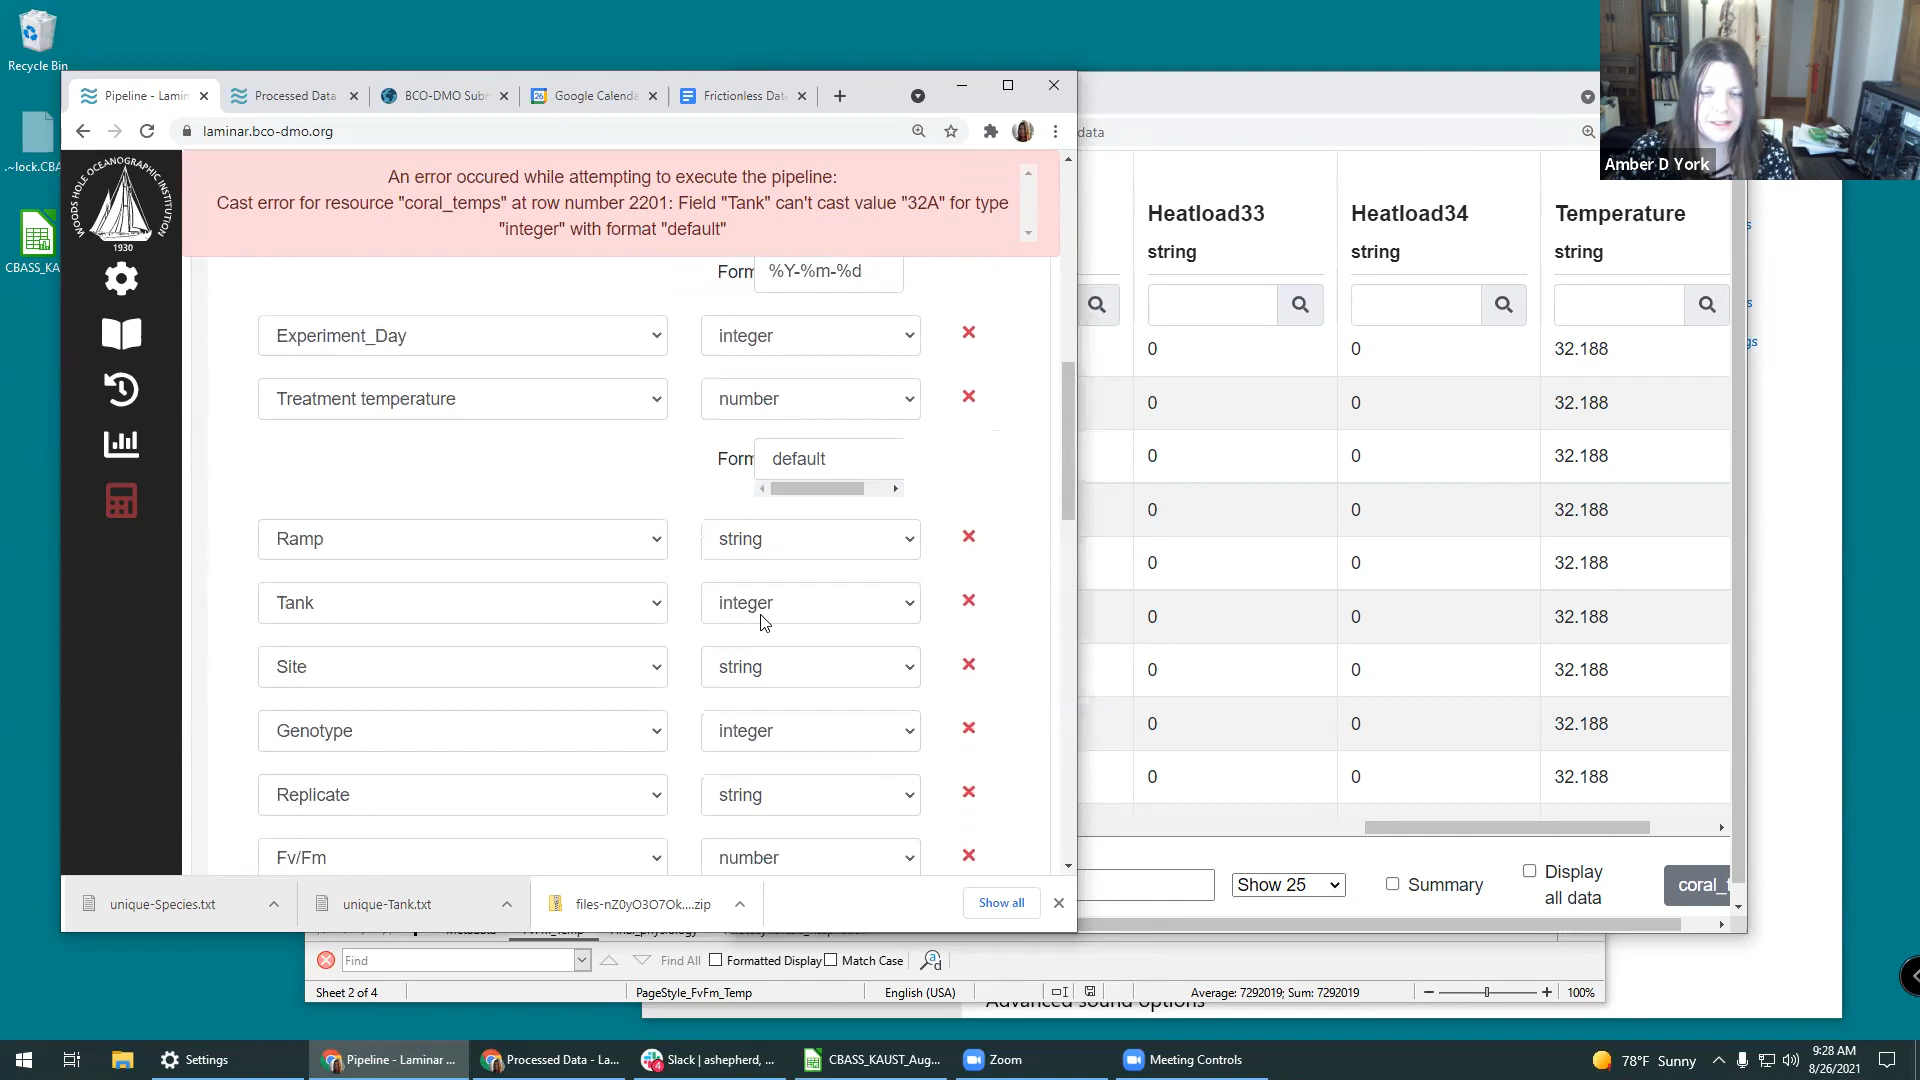 Recycle Bin
.~lock.CBA
CBASS_KA
Pipeline - Lamin
Processed Data
BCO-DMO Sub
26
Google Calenda
Frictionless Dat
laminar.bco-dmo.org
data
WOODS HOLE OCEANOGRAPHIC INSTITUTION
1930
An error occured while attempting to execute the pipeline:
Cast error for resource "coral_temps" at row number 2201: Field "Tank" can't cast value "32A" for type
"integer" with format "default"
Form
%Y-%m-%d
Experiment_Day
integer
Treatment temperature
number
Form
default
Ramp
string
Tank
integer
Site
string
Genotype
integer
Replicate
string
Fv/Fm
number
Heatload33
Heatload34
Temperature
string
string
string
0 0 32.188
0 0 32.188
0 0 32.188
0 0 32.188
0 0 32.188
0 0 32.188
0 0 32.188
0 0 32.188
0 0 32.188
Show 25
Summary
Display
all data
coral_t
Amber D York
s
s
gs
unique-Species.txt
unique-Tank.txt
files-nZ0yO3O7Ok....zip
Show all
Find
Find All
Formatted Display
Match Case
Sheet 2 of 4
PageStyle_FvFm_Temp
English (USA)
Average: 7292019; Sum: 7292019
100%
Advanced sound options
Settings
Pipeline - Laminar ...
Processed Data - La...
Slack | ashepherd, ...
CBASS_KAUST_Aug...
Zoom
Meeting Controls
78°F Sunny
9:28 AM
8/26/2021